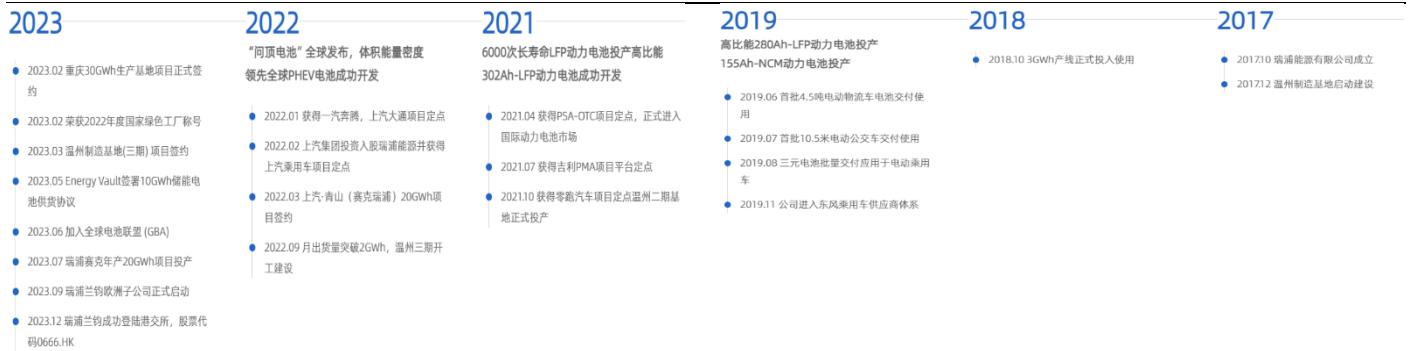 2023
2023.02 重庆30GWh生产基地项目正式签
约
2023.02 荣获2022年度国家绿色工厂称号
2023.03 温州制造基地(三期) 项目签约
2023.05 Energy Vault签署10GWh储能电
池供货协议
2023.06 加入全球电池联盟 (GBA)
2023.07 瑞浦赛克年产20GWh项目投产
2023.09 瑞浦兰钧欧洲子公司正式启动
2023.12 瑞浦兰钧成功登陆港交所，股票代
码0666.HK
2022
“问顶电池”全球发布，体积能量密度
领先全球PHEV电池成功开发
2022.01 获得一汽奔腾，上汽大通项目定点
2022.02 上汽集团投资入股瑞浦能源并获得
上汽乘用车项目定点
2022.03 上汽-青山（赛克瑞浦）20GWh项
目签约
2022.09 月出货量突破2GWh，温州三期开
工建设
2021
6000次长寿命LFP动力电池投产高比能
302Ah-LFP动力电池成功开发
2021.04 获得PSA-OTC项目定点，正式进入
国际动力电池市场
2021.07 获得吉利PMA项目平台定点
2021.10 获得零跑汽车项目定点温州二期基
地正式投产
2019
高比能280Ah-LFP动力电池投产
155Ah-NCM动力电池投产
2019.06 首批4.5吨电动物流车电池交付使
用
2019.07 首批10.5米电动公交车交付使用
2019.08 三元电池批量交付应用于电动乘用
车
2019.11 公司进入东风乘用车供应商体系
2018
2018.10 3GWh产线正式投入使用
2017
2017.10 瑞浦能源有限公司成立
2017.12 温州制造基地启动建设